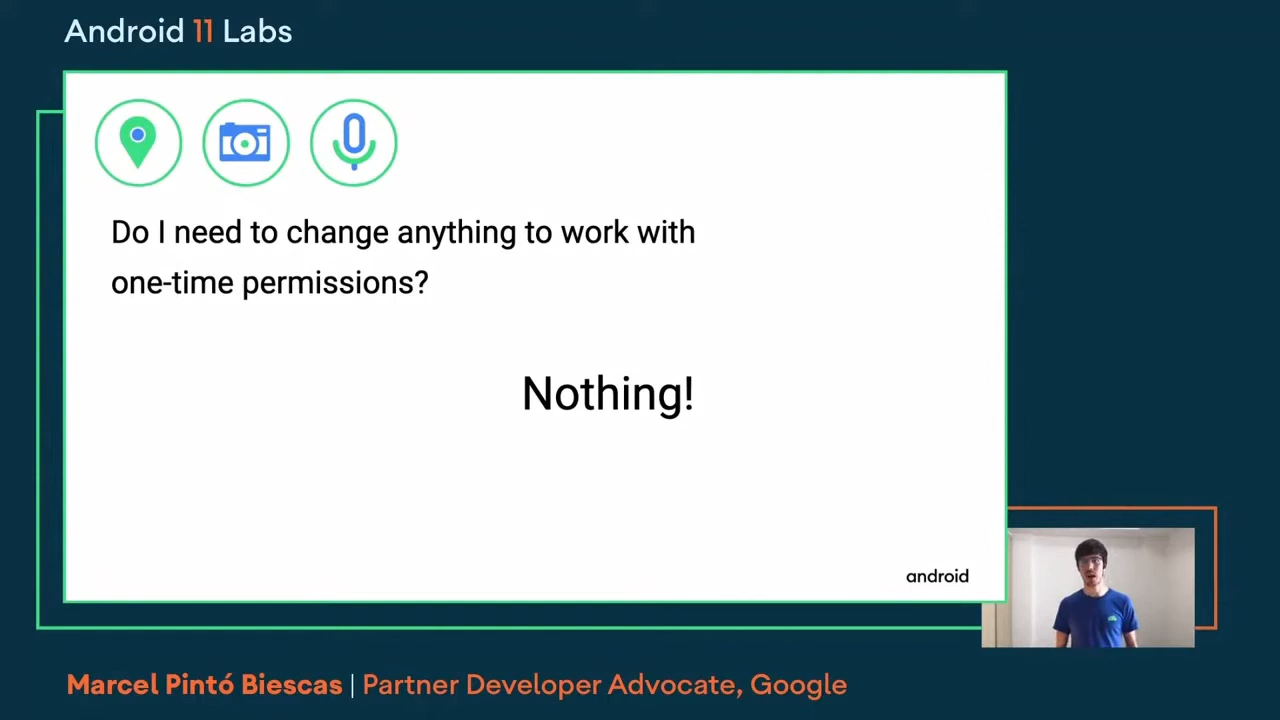 Android 11 Labs
Do I need to change anything to work with
one-time permissions?
Nothing!
android
Marcel Pintó Biescas | Partner Developer Advocate, Google